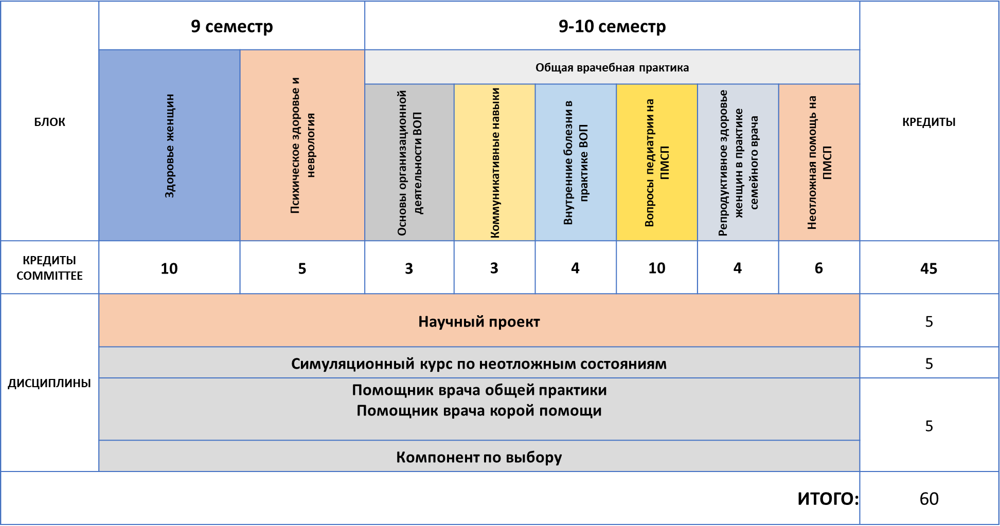 9 семестр
9-10 семестр
БЛОК
Здоровье женщин
Психическое здоровье и
неврология
Общая врачебная практика
Основы организационной
деятельности ВОП
Коммуникативные навыки
Внутренние болезни в
практике ВОП
Вопросы педиатрии на
ПМСП
Репродуктивное здоровье
женщин в практике
семейного врача
Неотложная помощь на
ПМСП
КРЕДИТЫ
КРЕДИТЫ
COMMITTEE
10
5
3
3
4
10
4
6
45
ДИСЦИПЛИНЫ
Научный проект
5
Симуляционный курс по неотложным состояниям
5
Помощник врача общей практики
Помощник врача корой помощи
5
Компонент по выбору
ИТОГО:
60